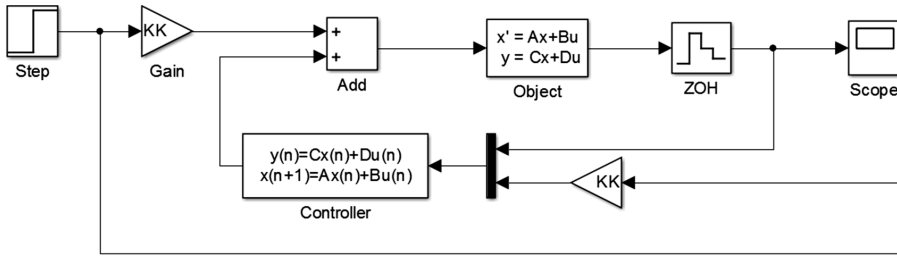 KK
+
+
x' = Ax+Bu
y = Cx+Du
Step
Gain
Add
Object
ZOH
Scope
y(n)=Cx(n)+Du(n)
x(n+1)=Ax(n)+Bu(n)
KK
Controller